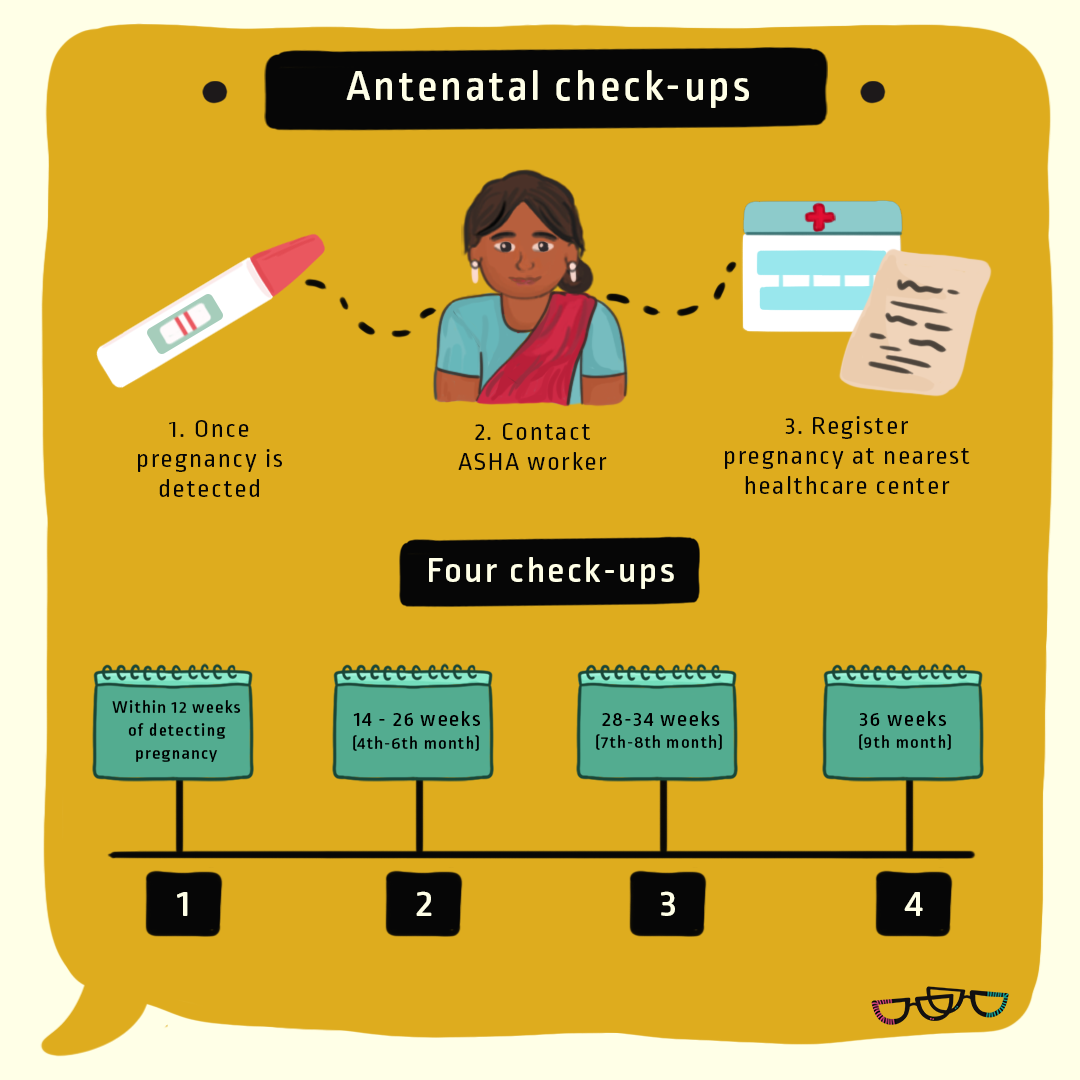 Antenatal check-ups
1. Once
pregnancy is
detected
2. Contact
ASHA worker
3. Register
pregnancy at nearest
healthcare center
Four check-ups
Within 12 weeks
of detecting
pregnancy
14 - 26 weeks
(4th-6th month)
28-34 weeks
(7th-8th month)
36 weeks
(9th month)
1
2
3
4